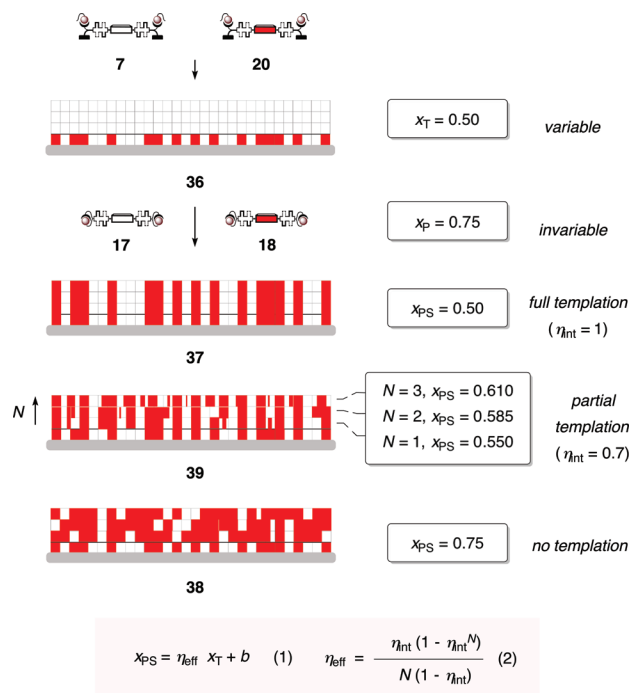 7 20
x_T = 0.50
variable
36
x_P = 0.75
17 18
invariable
x_PS = 0.50
full templation
(η_int = 1)
37
N
N = 3, x_PS = 0.610
N = 2, x_PS = 0.585
N = 1, x_PS = 0.550
partial
templation
(η_int = 0.7)
39
x_PS = 0.75
no templation
38
x_PS = η_eff x_T + b (1) η_eff = η_int (1 - η_int^N) / N (1 - η_int) (2)